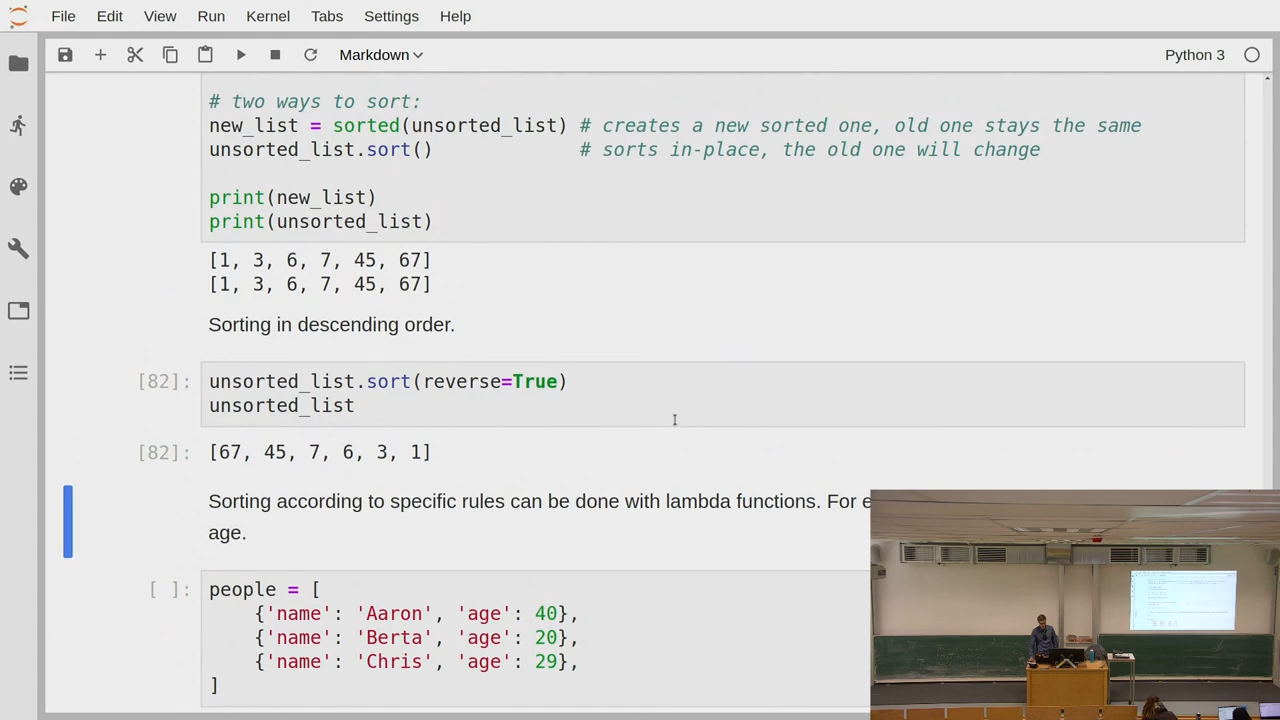 File Edit View Run Kernel Tabs Settings Help
Markdown
Python 3
# two ways to sort:
new_list = sorted(unsorted_list) # creates a new sorted one, old one stays the same
unsorted_list.sort() # sorts in-place, the old one will change
print(new_list)
print(unsorted_list)
[1, 3, 6, 7, 45, 67]
[1, 3, 6, 7, 45, 67]
Sorting in descending order.
[82]: unsorted_list.sort(reverse=True)
unsorted_list
[82]: [67, 45, 7, 6, 3, 1]
Sorting according to specific rules can be done with lambda functions. For
age.
[ ]: people = [
{'name': 'Aaron', 'age': 40},
{'name': 'Berta', 'age': 20},
{'name': 'Chris', 'age': 29},
]